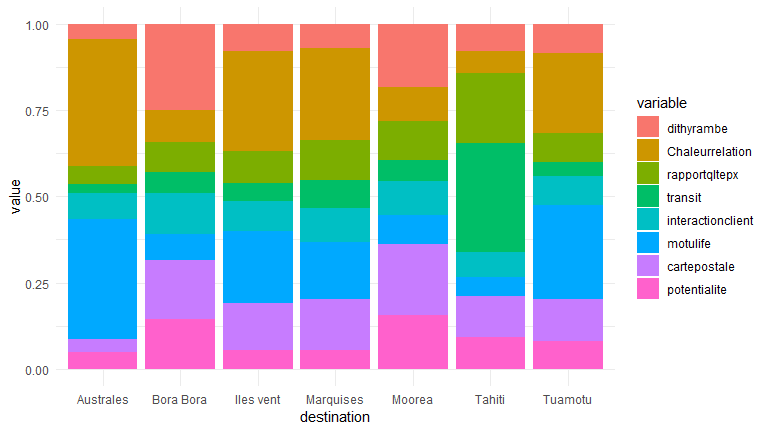 1.00
0.75
0.50
0.25
0.00
value
Australes
Bora Bora
Iles vent
Marquises
Moorea
Tahiti
Tuamotu
destination
variable
dithyrambe
Chaleurrelation
rapportqltepx
transit
interactionclient
motulife
cartepostale
potentialite